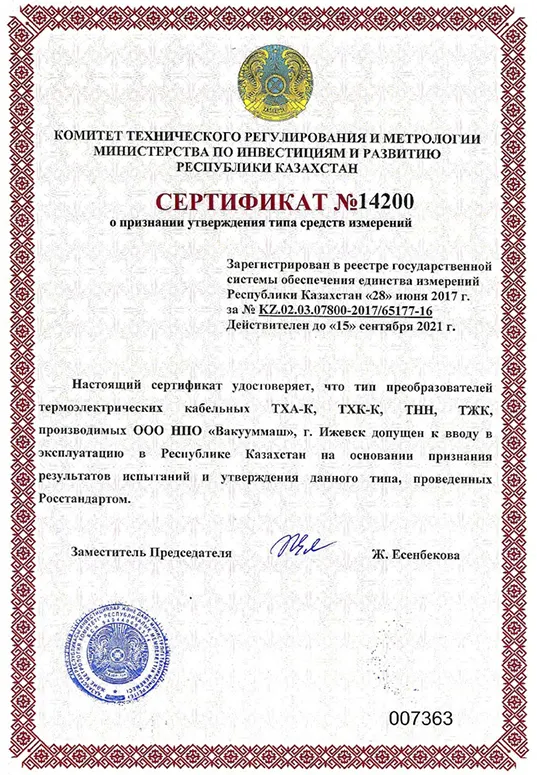 КОМИТЕТ ТЕХНИЧЕСКОГО РЕГУЛИРОВАНИЯ И МЕТРОЛОГИИ
МИНИСТЕРСТВА ПО ИНВЕСТИЦИЯМ И РАЗВИТИЮ
РЕСПУБЛИКИ КАЗАХСТАН
СЕРТИФИКАТ №14200
о признании утверждения типа средств измерений
Зарегистрирован в реестре государственной
системы обеспечения единства измерений
Республики Казахстан «28» июня 2017 г.
за № KZ.02.03.07800-2017/65177-16
Действителен до «15» сентября 2021 г.
Настоящий сертификат удостоверяет, что тип преобразователей
термоэлектрических кабельных ТХА-К, ТХК-К, ТНН, ТЖК,
производимых ООО НПО «Вакууммаш», г. Ижевск допущен к вводу в
эксплуатацию в Республике Казахстан на основании признания
результатов испытаний и утверждения данного типа, проведенных
Росстандартом.
Заместитель Председателя
Ж. Есенбекова
007363